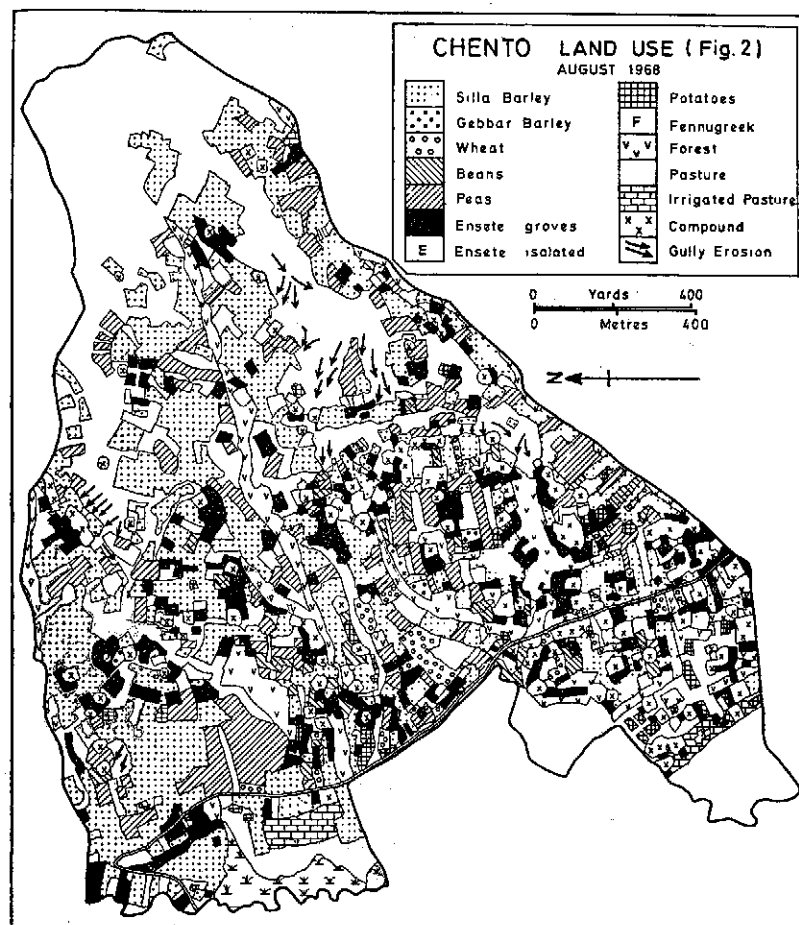 CHENTO LAND USE (Fig.2)
AUGUST 1968
Silla Barley
Gebbar Barley
Wheat
Beans
Peas
Ensete groves
E Ensete isolated
Potatoes
F Fennugreek
Forest
Pasture
Irrigated Pasture
Compound
Gully Erosion
0 Yards 400
0 Metres 400
N